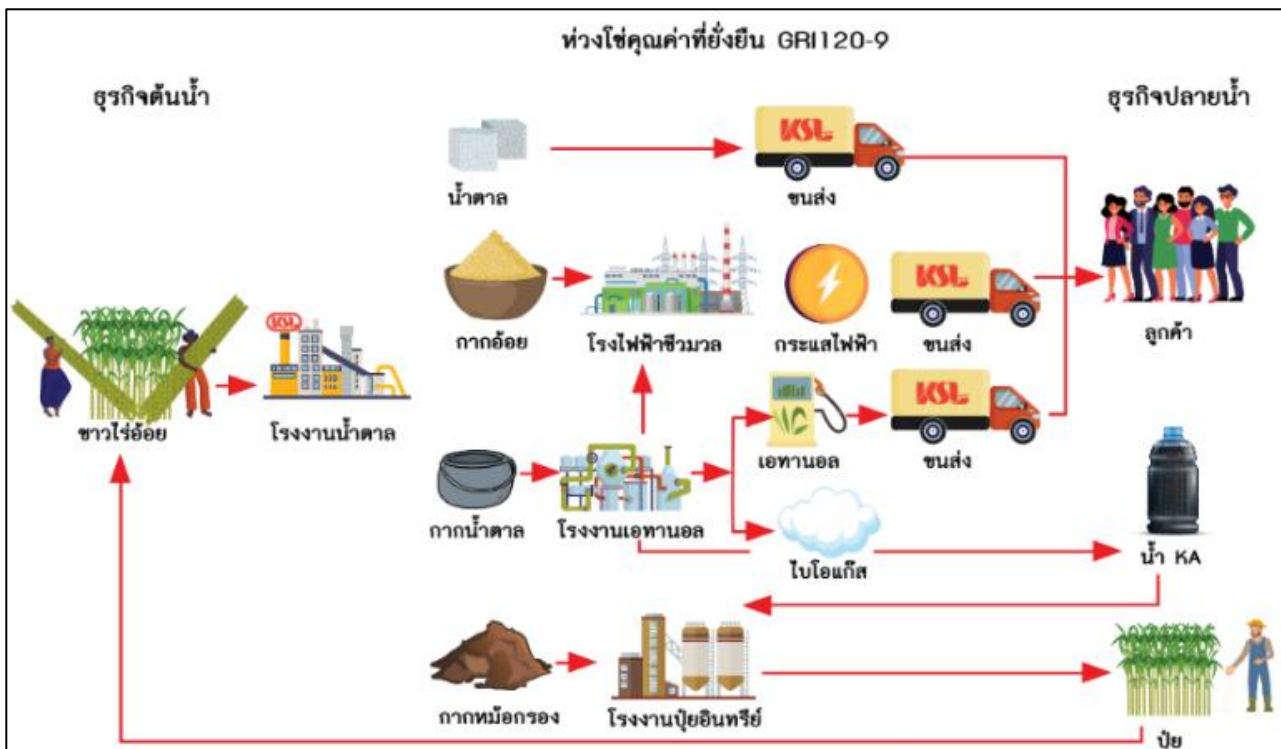 ห่วงโซ่คุณค่าที่ยั่งยืน GRI120-9
ธุรกิจต้นน้ำ
ธุรกิจปลายน้ำ
KSL
น้ำตาล
ขนส่ง
KSL
KSL
กากอ้อย
โรงไฟฟ้าชีวมวล
กระแสไฟฟ้า
ขนส่ง
ลูกค้า
KSL
ชาวไร่อ้อย
โรงงานน้ำตาล
เอทานอล
ขนส่ง
กากน้ำตาล
โรงงานเอทานอล
ไบโอแก๊ส
น้ำ KA
กากหม้อกรอง
โรงงานปุ๋ยอินทรีย์
ปุ๋ย